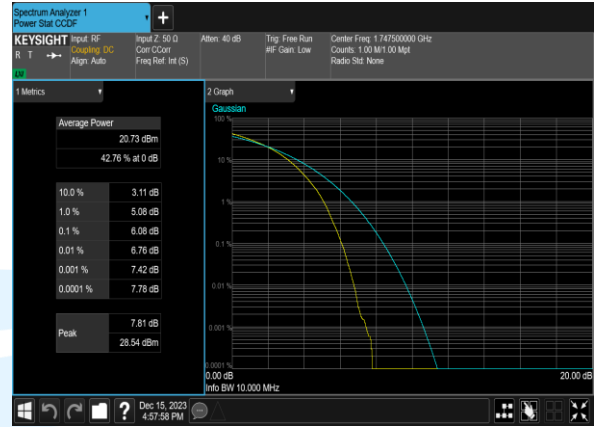 Spectrum Analyzer 1
Power Stat CCDF
+
KEYSIGHT
R T
LXI
Input: RF
Coupling: DC
Align: Auto
Input Z: 50 Ω
Corr CCorr
Freq Ref: Int (S)
Atten: 40 dB
Trig: Free Run
#IF Gain: Low
Center Freq: 1.747500000 GHz
Counts: 1.00 M/1.00 Mpt
Radio Std: None
1 Metrics
Average Power
20.73 dBm
42.76 % at 0 dB
10.0 % 3.11 dB
1.0 % 5.08 dB
0.1 % 6.08 dB
0.01 % 6.76 dB
0.001 % 7.42 dB
0.0001 % 7.78 dB
Peak
7.81 dB
28.54 dBm
2 Graph
Gaussian
100 %
10 %
1 %
0.1 %
0.01 %
0.001 %
0.0001 %
0.00 dB
20.00 dB
Info BW 10.000 MHz
?
Dec 15, 2023
4:57:58 PM